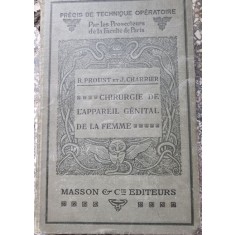 PRÉCIS DE TECHNIQUE OPÉRATOIRE
Par les Prosecteurs
de la Faculté de Paris
R. PROUST et X. CHARRIER
CHIRURGIE DE
L'APPAREIL GÉNITAL
DE LA FEMME
MASSON & Cie EDITEURS